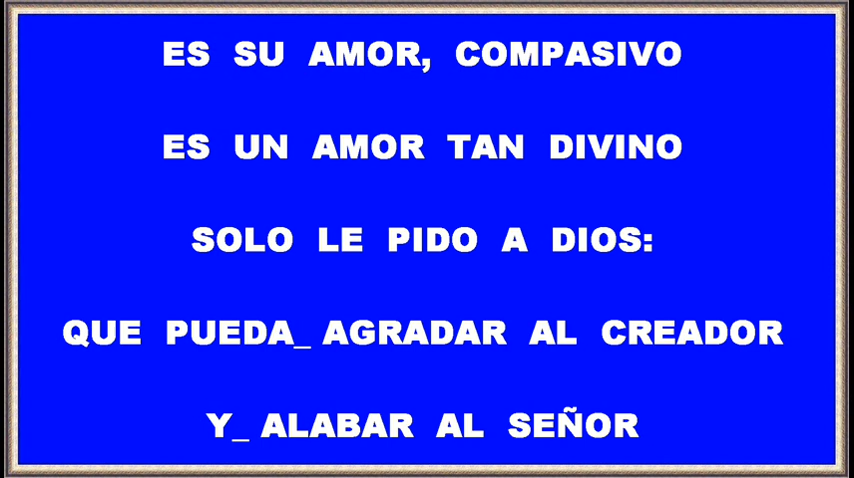 ES SU AMOR, COMPASIVO
ES UN AMOR TAN DIVINO
SOLO LE PIDO A DIOS:
QUE PUEDA_ AGRADAR AL CREADOR
Y_ ALABAR AL SEÑOR